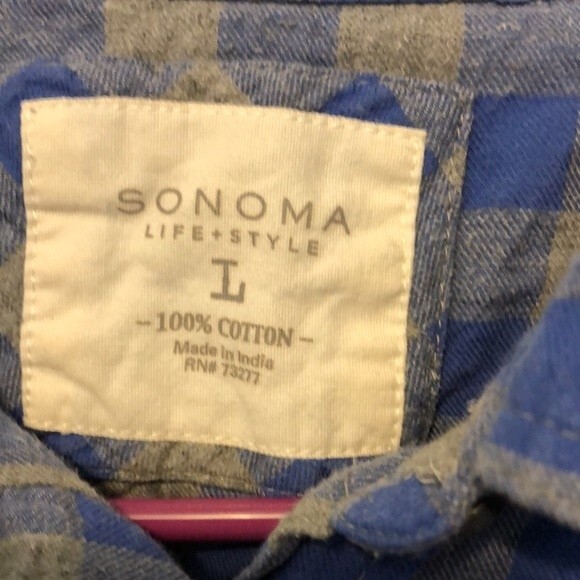 SONOMA
LIFE+STYLE
L
- 100% COTTON -
Made in India
RN# 73277